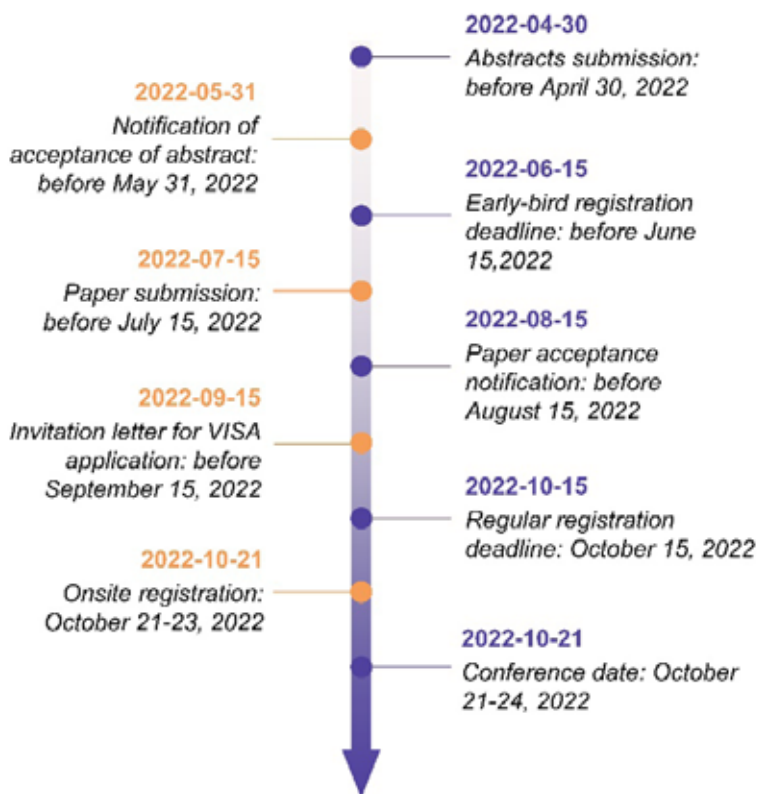 2022-04-30
Abstracts submission:
before April 30, 2022
2022-05-31
Notification of
acceptance of abstract:
before May 31, 2022
2022-06-15
Early-bird registration
deadline: before June
15,2022
2022-07-15
Paper submission:
before July 15, 2022
2022-08-15
Paper acceptance
notification: before
August 15, 2022
2022-09-15
Invitation letter for VISA
application: before
September 15, 2022
2022-10-15
Regular registration
deadline: October 15, 2022
2022-10-21
Onsite registration:
October 21-23, 2022
2022-10-21
Conference date: October
21-24, 2022